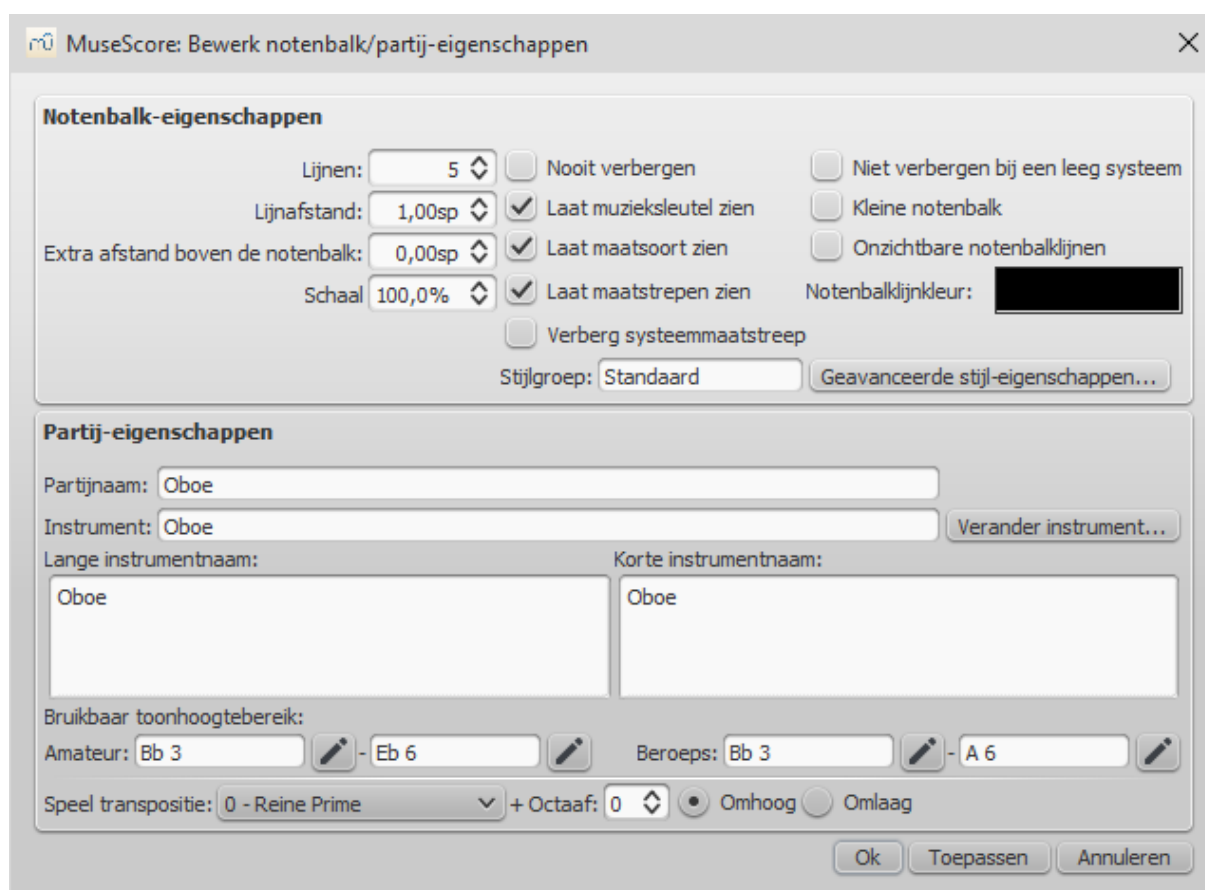 MuseScore: Bewerk notenbalk/partij-eigenschappen
Notenbalk-eigenschappen
Lijnen: 5 Nooit verbergen Niet verbergen bij een leeg systeem
Lijnafstand: 1,00sp Laat muzieksleutel zien Kleine notenbalk
Extra afstand boven de notenbalk: 0,00sp Laat maatsoort zien Onzichtbare notenbalklijnen
Schaal 100,0% Laat maatstrepen zien Notenbalklijnkleur:
Verberg systeemmaatstreep
Stijlgroep: Standaard Geavanceerde stijl-eigenschappen...
Partij-eigenschappen
Partijnaam: Oboe
Instrument: Oboe Verander instrument...
Lange instrumentnaam: Korte instrumentnaam:
Oboe Oboe
Bruikbaar toonhoogtebereik:
Amateur: Bb 3 - Eb 6 Beroeps: Bb 3 - A 6
Speel transpositie: 0 - Reine Prime + Octaaf: 0 Omhoog Omlaag
Ok Toepassen Annuleren